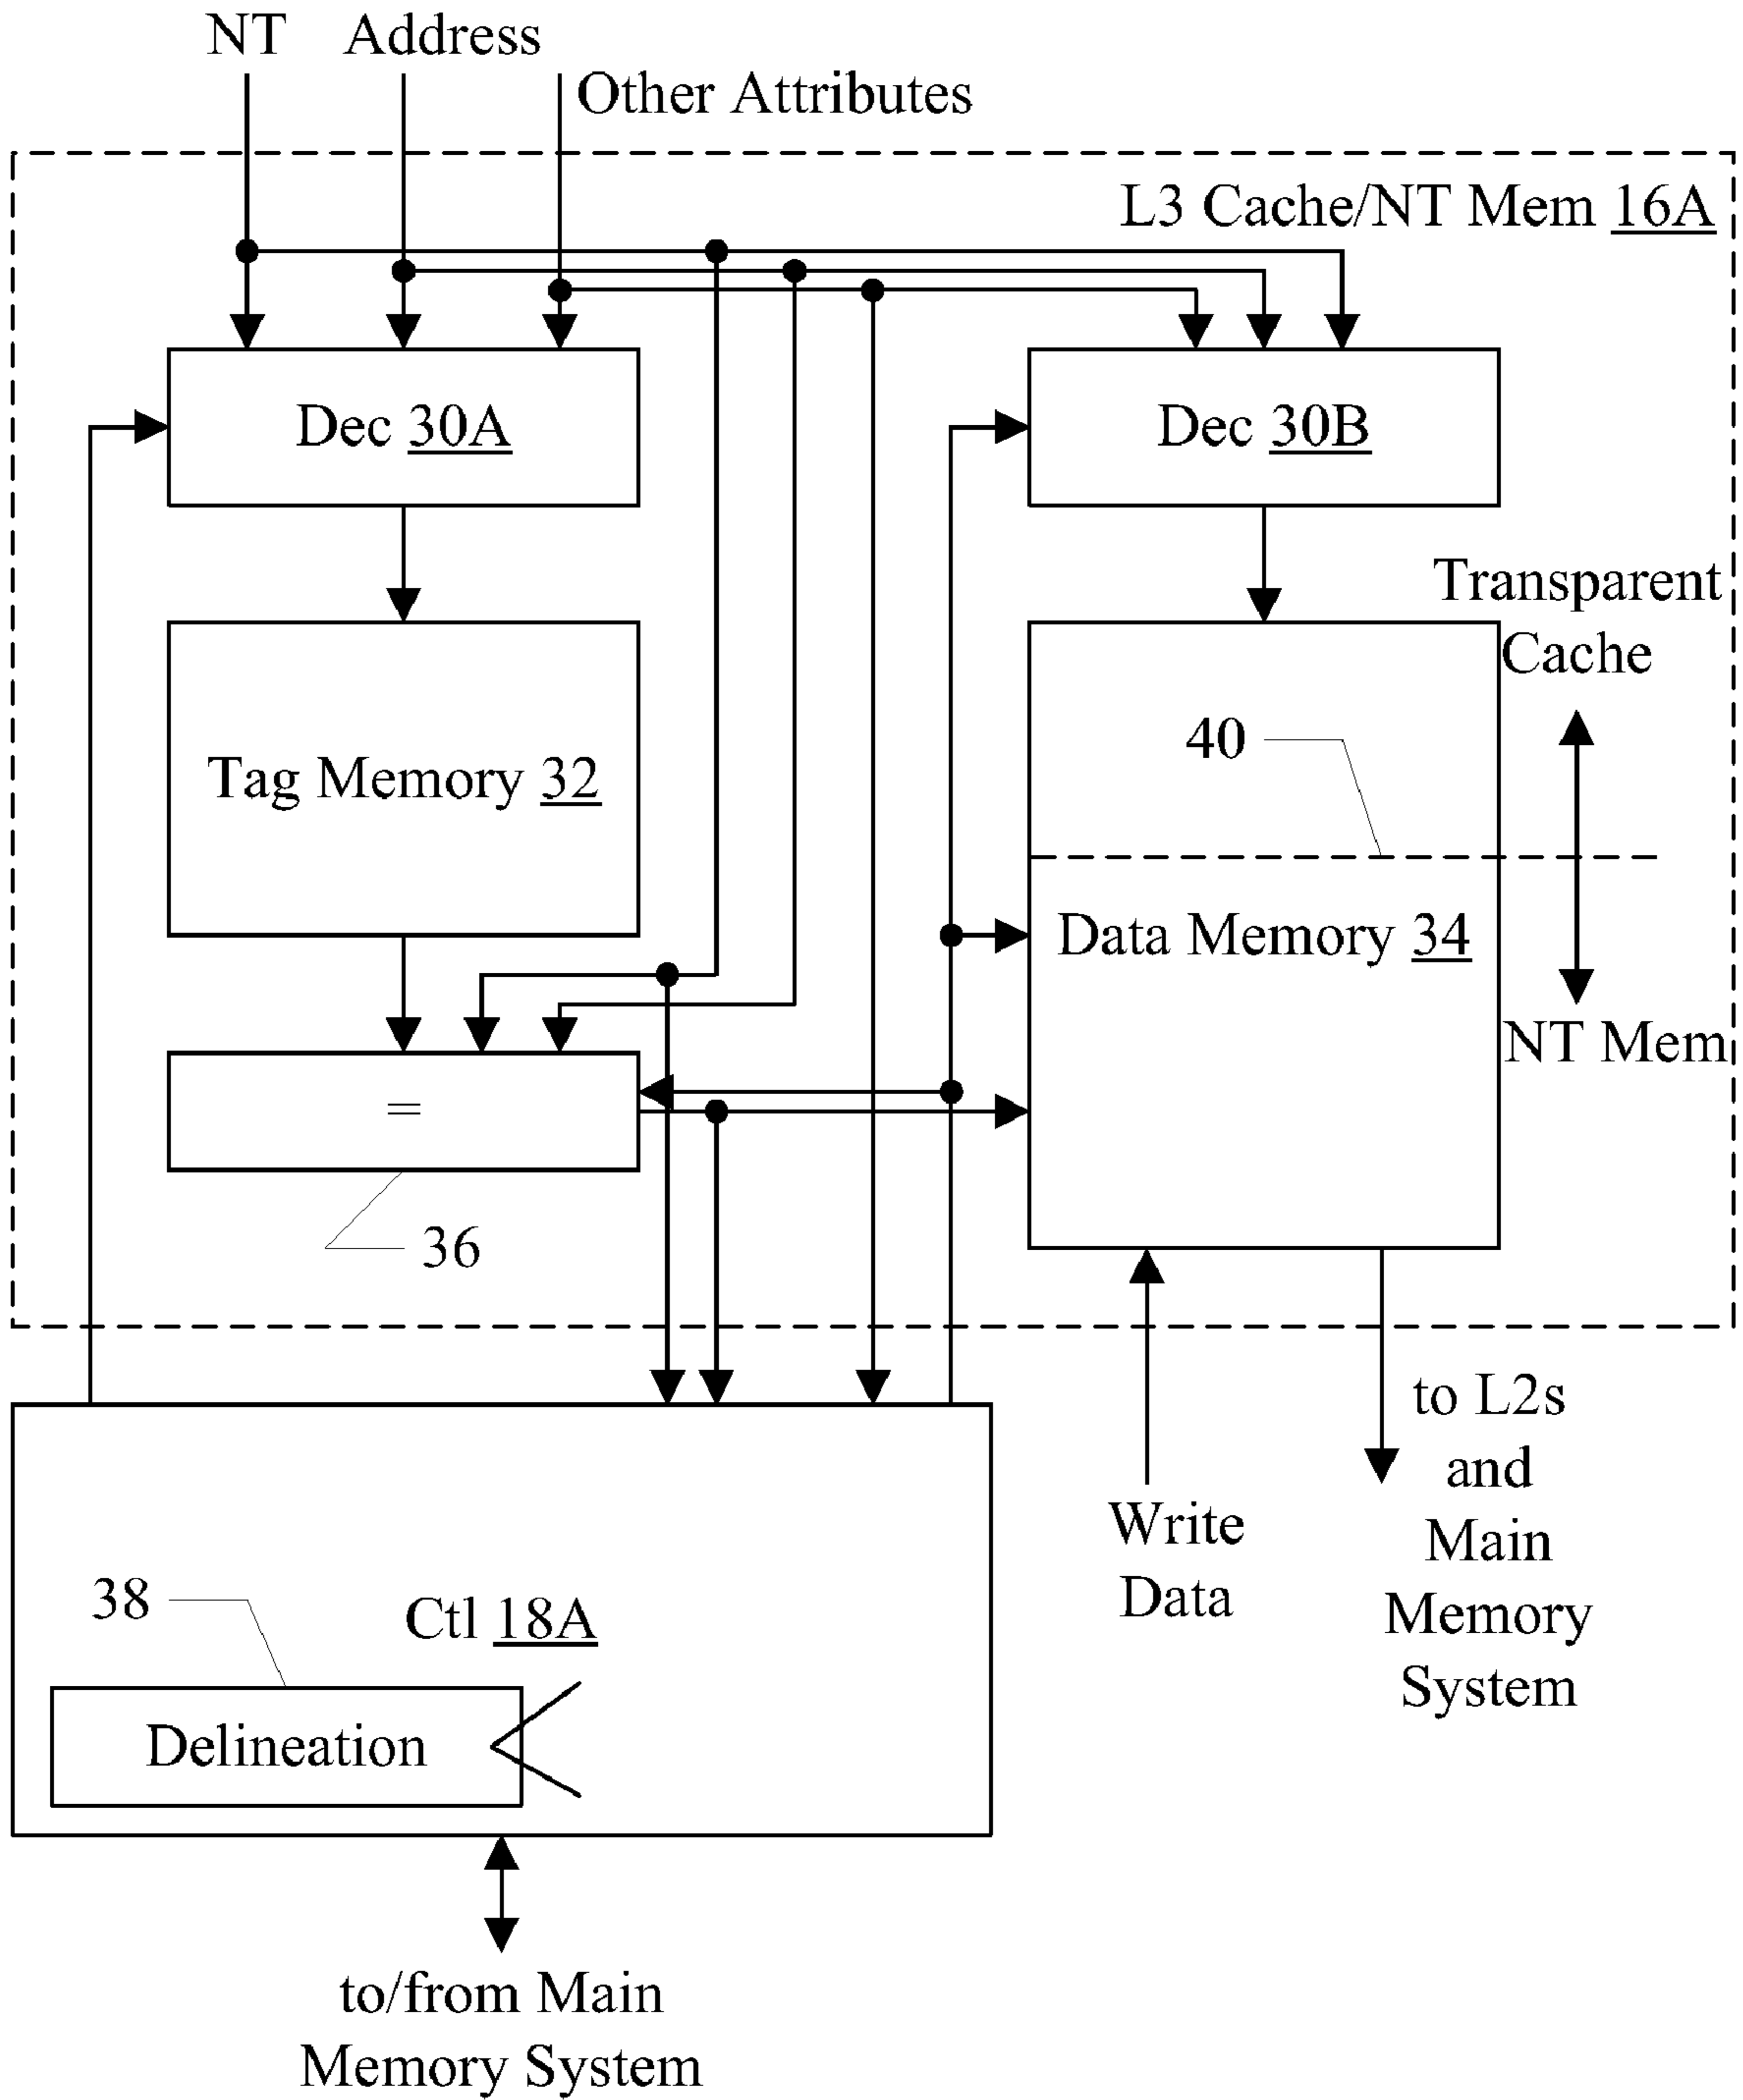 NT
Address
Other Attributes
L3 Cache/NT Mem 16A
Dec 30A
Dec 30B
Transparent
Cache
40
Tag Memory 32
Data Memory 34
NT Mem
=
36
to L2s
and
Main
Memory
System
Write
Data
38
Ctl 18A
Delineation
to/from Main
Memory System